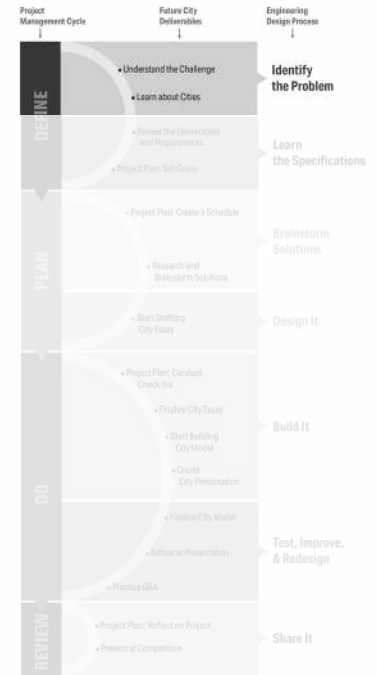 Project
Management Cycle
Future City
Deliverables
Engineering
Design Process
DEFINE
• Understand the Challenge
• Learn about Cities
Identify
the Problem
• Review the Deliverables
and Requirements
• Project Plan: Set Goals
Learn
the Specifications
PLAN
• Project Plan: Create a Schedule
• Research and
Brainstorm Solutions
Brainstorm
Solutions
• Start Drafting
City Essay
Design It
DO
• Project Plan: Conduct
Check-Ins
• Finalize City Essay
• Start Building
City Model
• Create
City Presentation
Build It
• Finalize City Model
• Rehearse Presentation
• Practice Q&A
Test, Improve,
& Redesign
REVIEW
• Project Plan: Reflect on Project
• Present at Competition
Share It